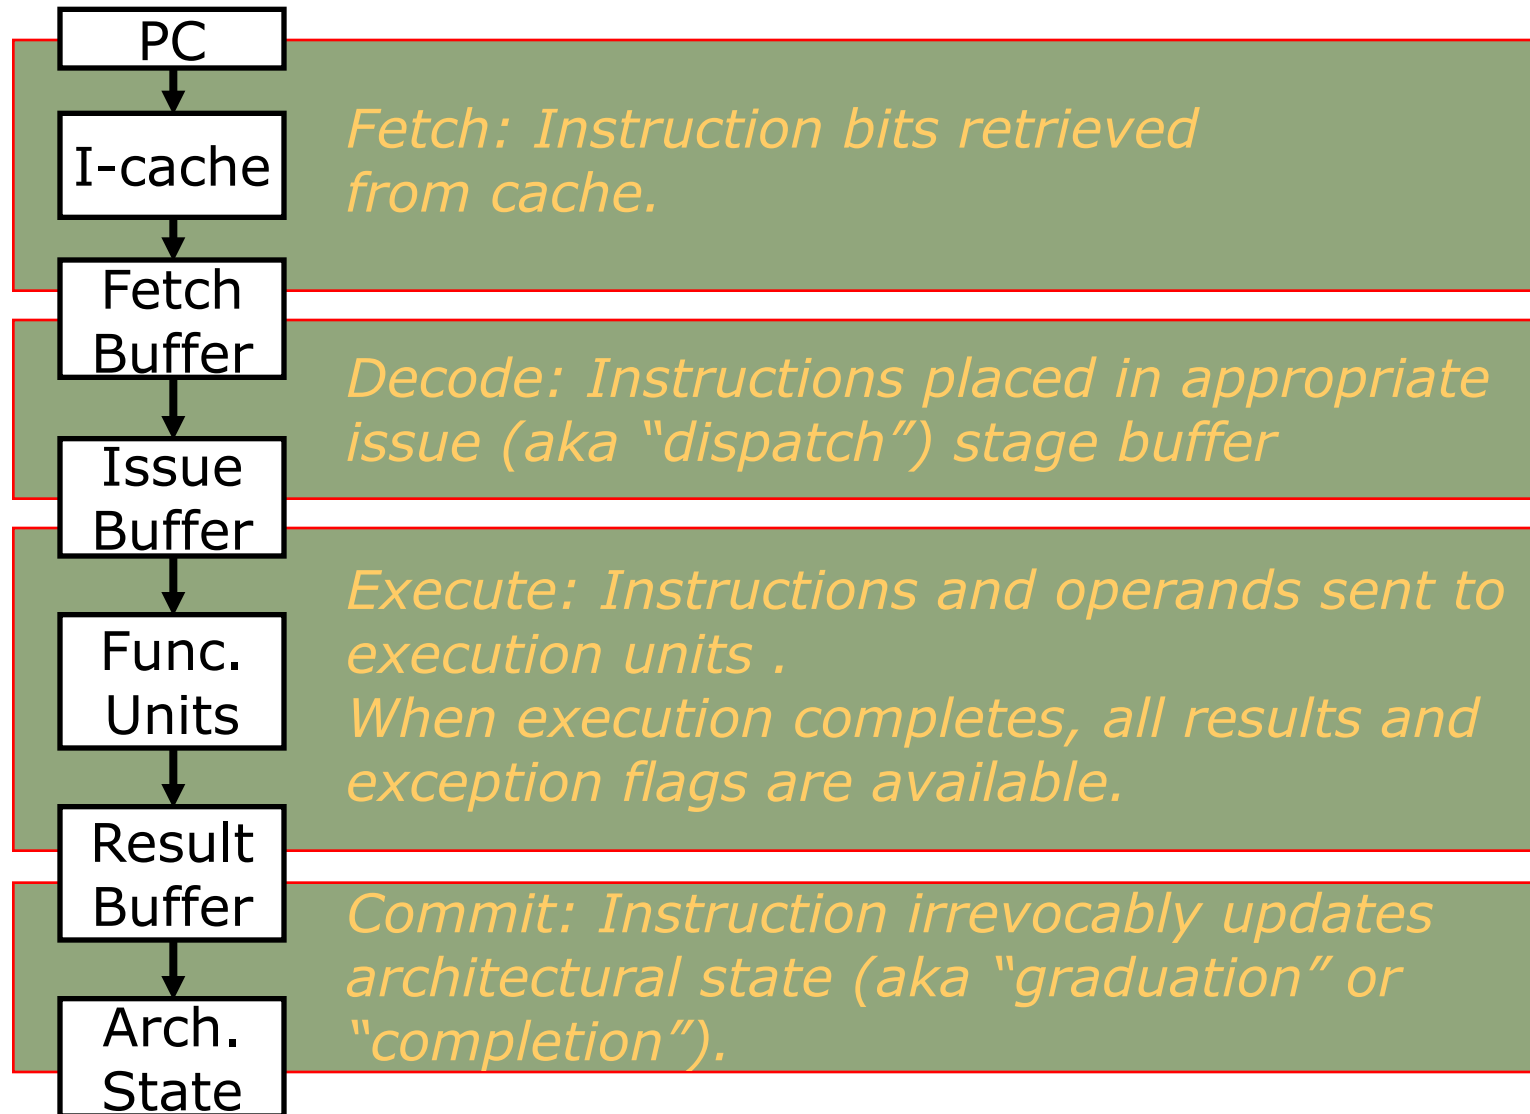 PC
I-cache
Fetch: Instruction bits retrieved
from cache.
Fetch
Buffer
Decode: Instructions placed in appropriate
issue (aka “dispatch”) stage buffer
Issue
Buffer
Execute: Instructions and operands sent to
execution units .
When execution completes, all results and
exception flags are available.
Func.
Units
Result
Buffer
Commit: Instruction irrevocably updates
architectural state (aka “graduation” or
“completion”).
Arch.
State